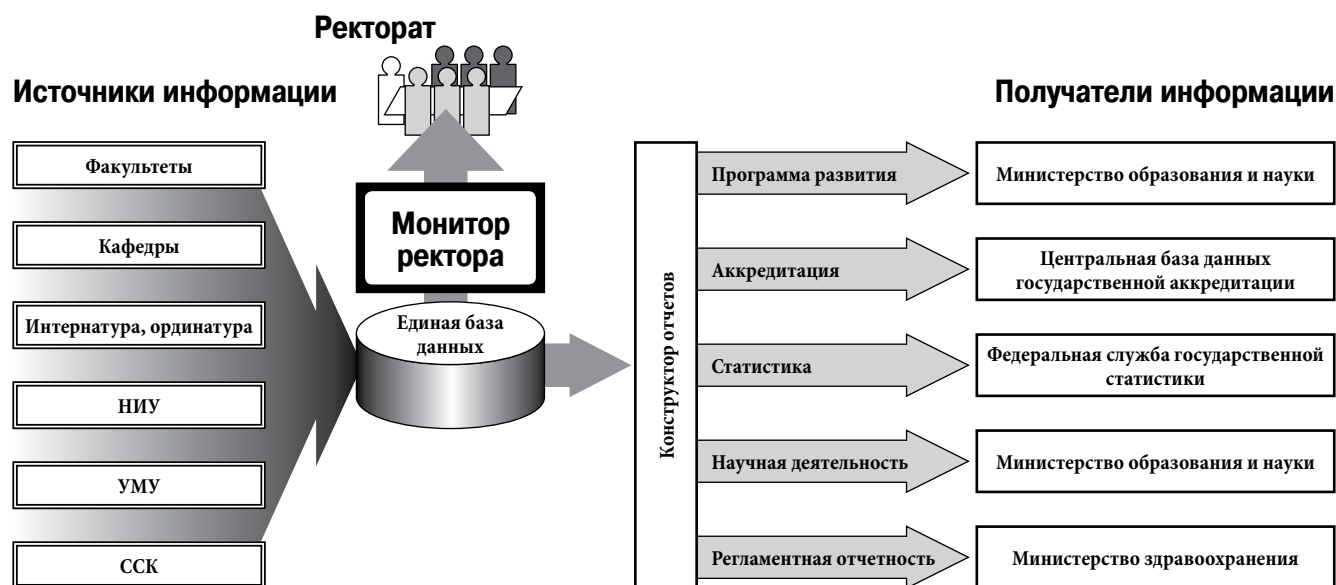 Ректорат
Источники информации
Получатели информации
Факультеты
Кафедры
Интернатура, ординатура
НИУ
УМУ
ССК
Монитор
ректора
Единая база
данных
Конструктор отчетов
Программа развития
Аккредитация
Статистика
Научная деятельность
Регламентная отчетность
Министерство образования и науки
Центральная база данных
государственной аккредитации
Федеральная служба государственной
статистики
Министерство образования и науки
Министерство здравоохранения